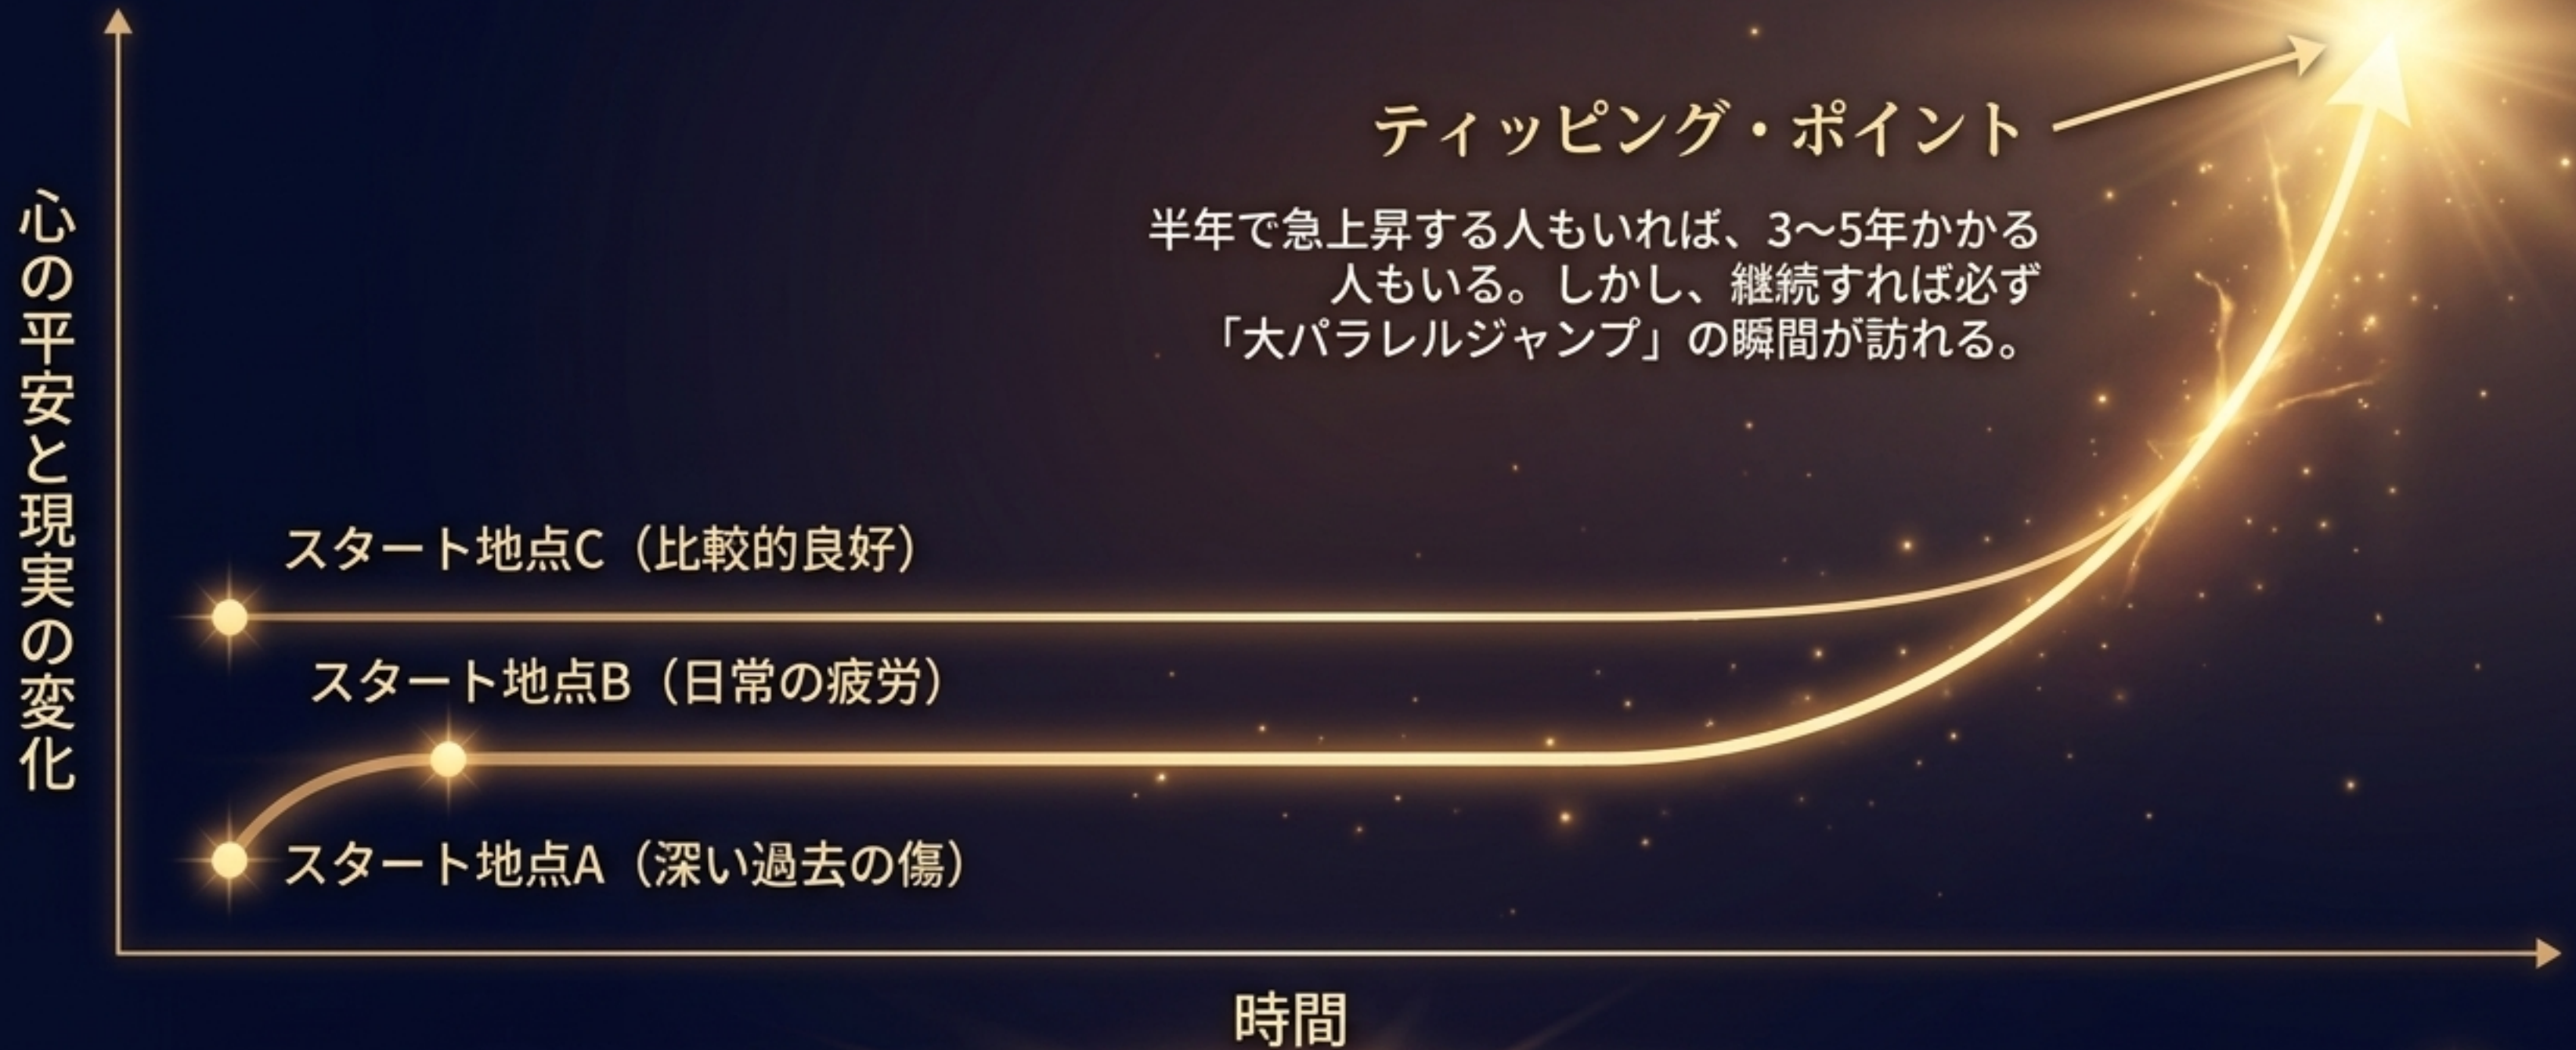 心の平安と現実の変化
ティッピング・ポイント
半年で急上昇する人もいれば、3〜5年かかる
人もいる。しかし、継続すれば必ず
「大パラレルジャンプ」の瞬間が訪れる。
スタート地点C（比較的良好）
スタート地点B（日常の疲労）
スタート地点A（深い過去の傷）
時間